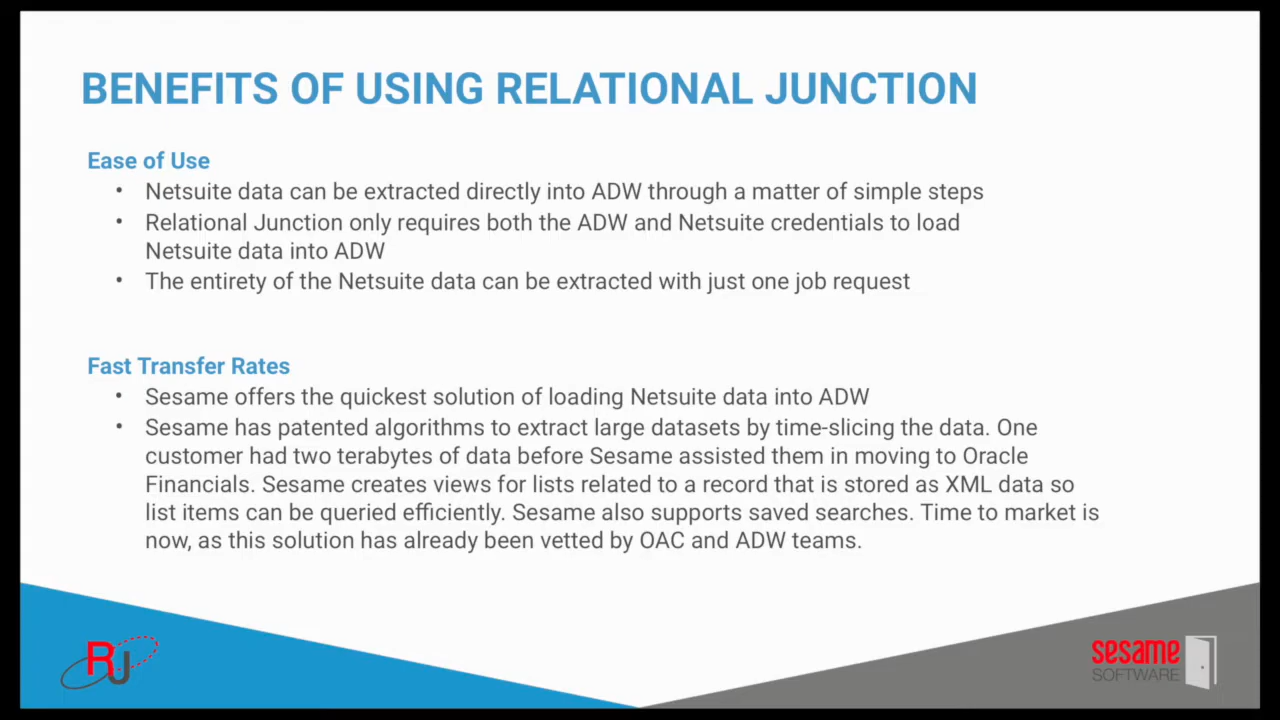 BENEFITS OF USING RELATIONAL JUNCTION
Ease of Use
• Netsuite data can be extracted directly into ADW through a matter of simple steps
• Relational Junction only requires both the ADW and Netsuite credentials to load
Netsuite data into ADW
• The entirety of the Netsuite data can be extracted with just one job request
Fast Transfer Rates
• Sesame offers the quickest solution of loading Netsuite data into ADW
• Sesame has patented algorithms to extract large datasets by time-slicing the data. One
customer had two terabytes of data before Sesame assisted them in moving to Oracle
Financials. Sesame creates views for lists related to a record that is stored as XML data so
list items can be queried efficiently. Sesame also supports saved searches. Time to market is
now, as this solution has already been vetted by OAC and ADW teams.
RJ
sesame
SOFTWARE